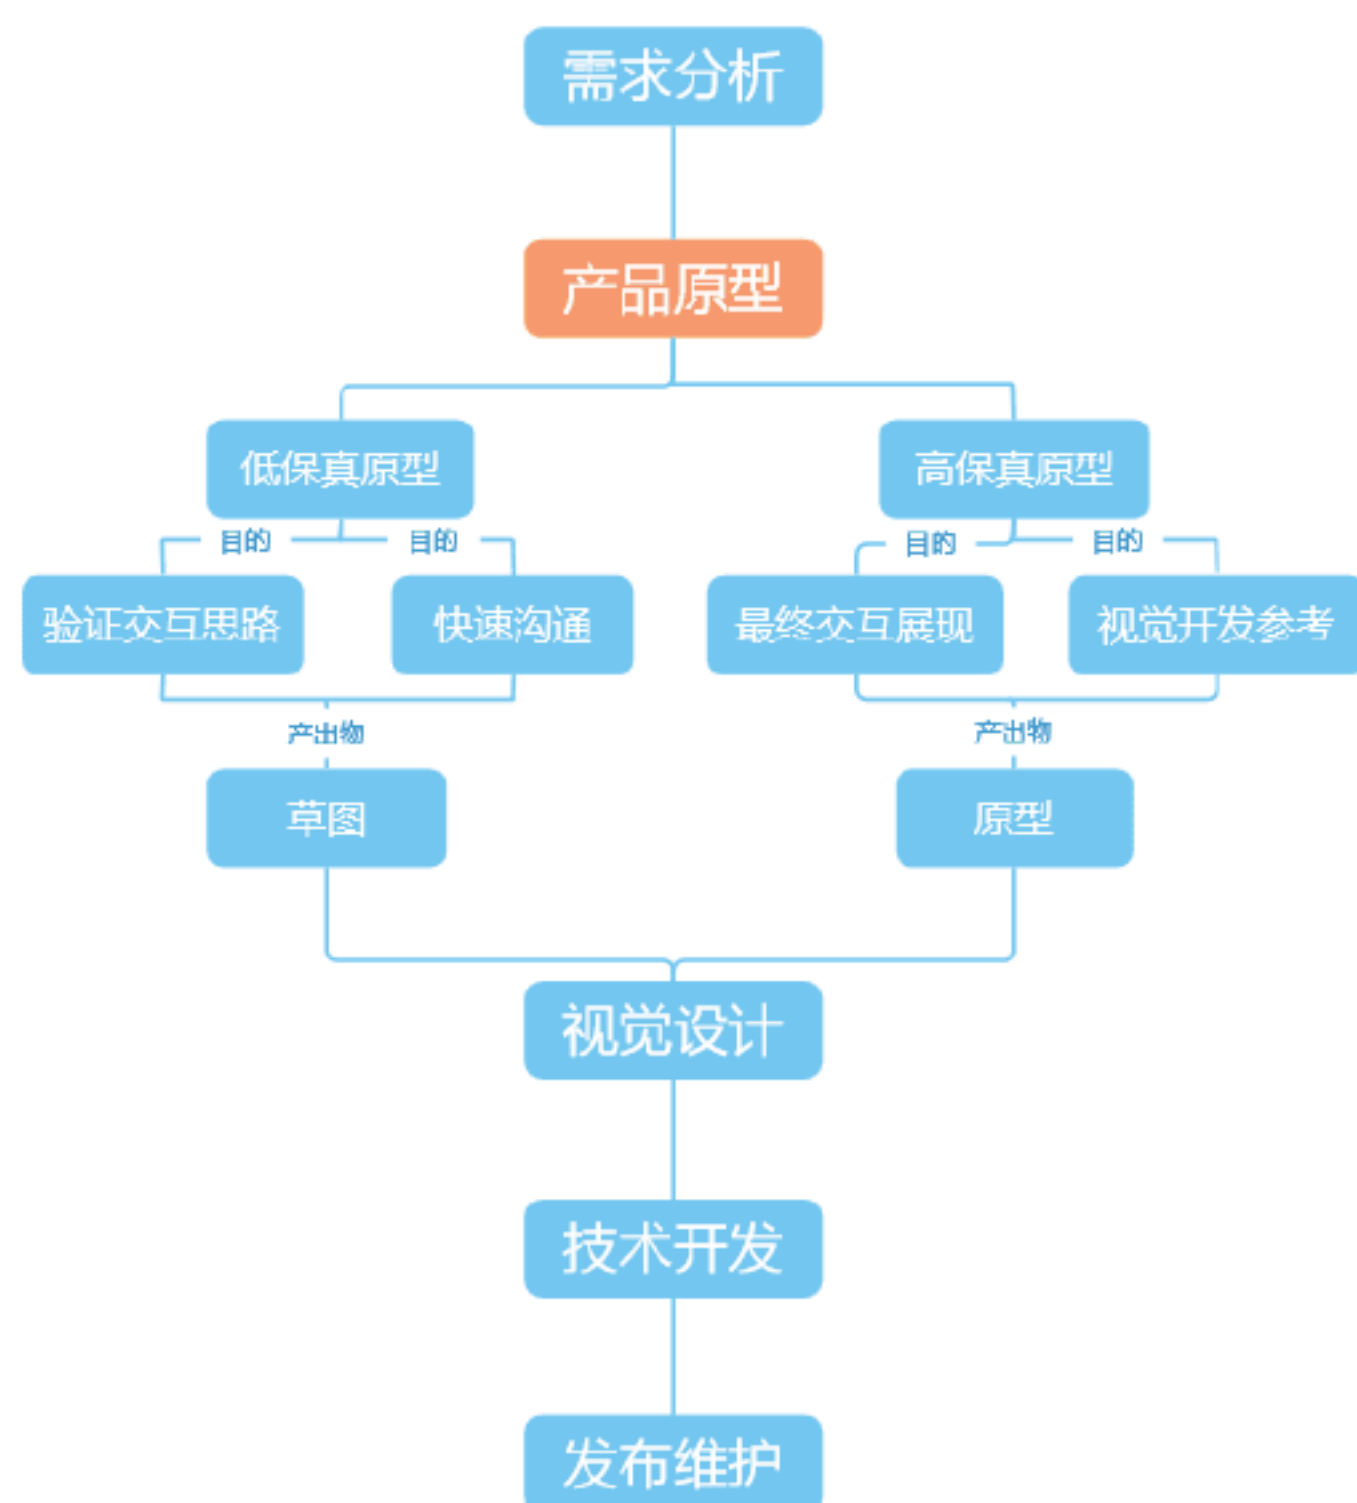 需求分析
产品原型
低保真原型
高保真原型
目的
目的
目的
目的
验证交互思路
快速沟通
最终交互展现
视觉开发参考
产出物
产出物
草图
原型
视觉设计
技术开发
发布维护